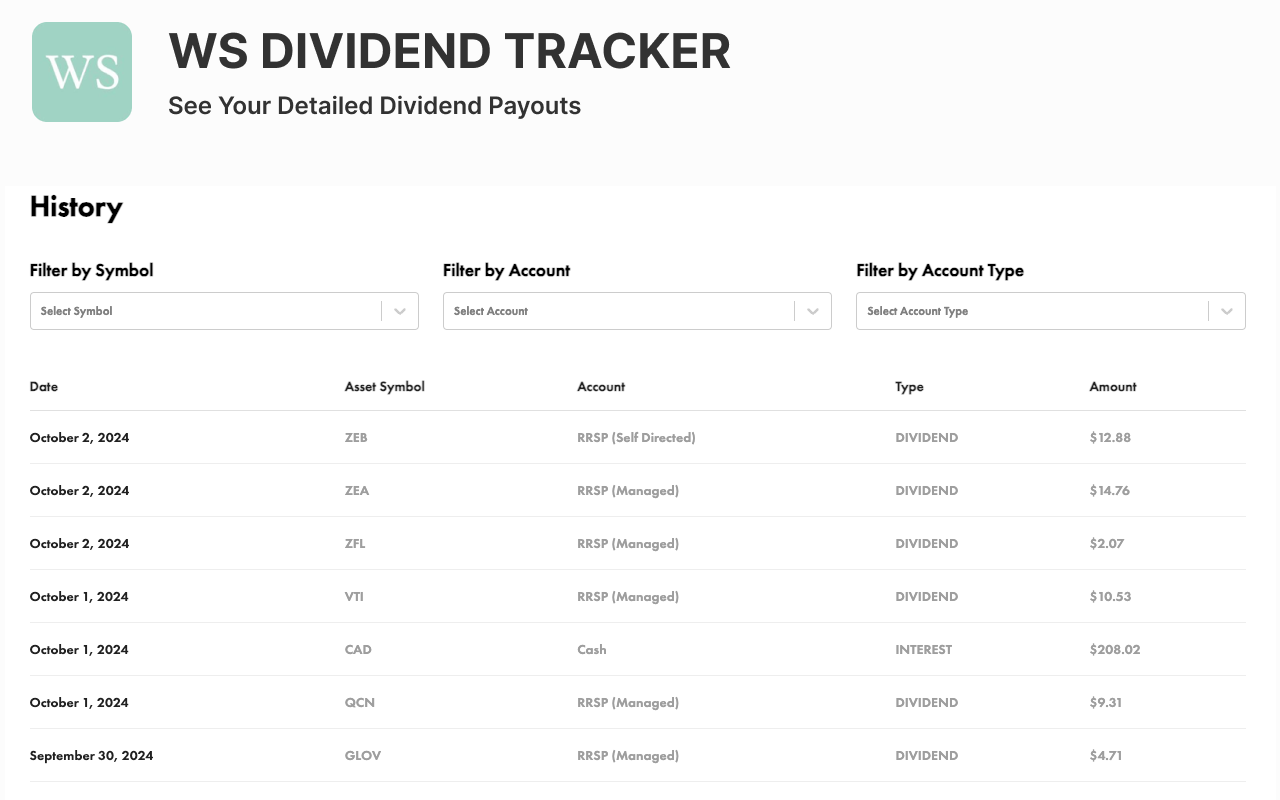 WS
WS DIVIDEND TRACKER
See Your Detailed Dividend Payouts
History
Filter by Symbol Filter by Account Filter by Account Type
Select Symbol Select Account Select Account Type
Date Asset Symbol Account Type Amount
October 2, 2024 ZEB RRSP (Self Directed) DIVIDEND $12.88
October 2, 2024 ZEA RRSP (Managed) DIVIDEND $14.76
October 2, 2024 ZFL RRSP (Managed) DIVIDEND $2.07
October 1, 2024 VTI RRSP (Managed) DIVIDEND $10.53
October 1, 2024 CAD Cash INTEREST $208.02
October 1, 2024 QCN RRSP (Managed) DIVIDEND $9.31
September 30, 2024 GLOV RRSP (Managed) DIVIDEND $4.71